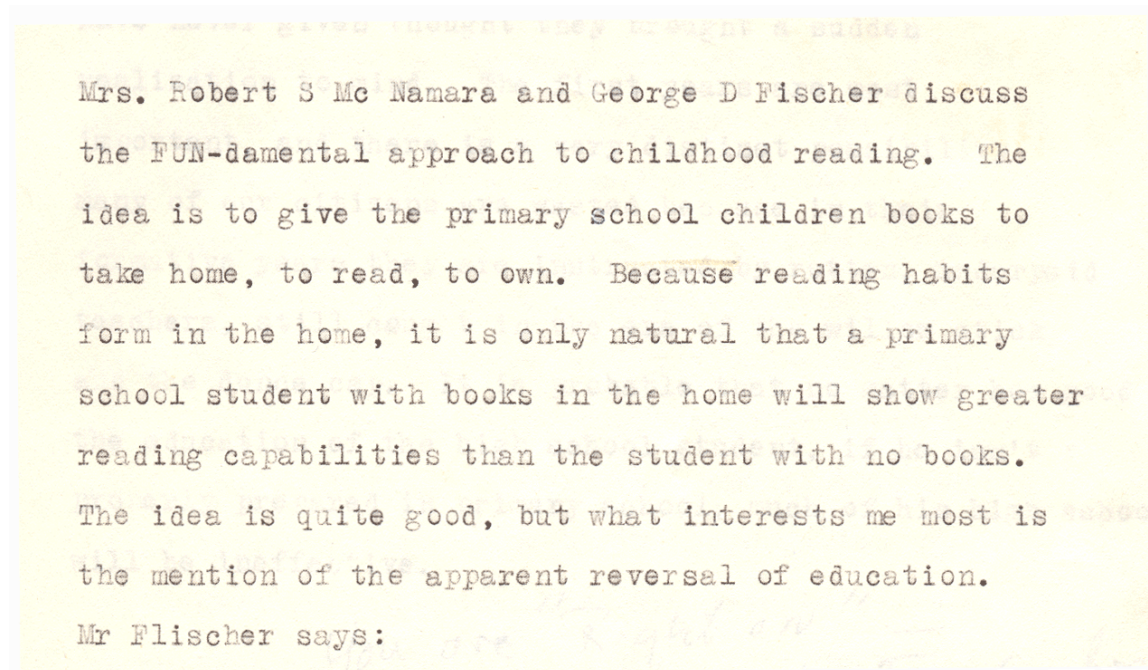 Mrs. Robert S Mc Namara and George D Fischer discuss
the FUN-damental approach to childhood reading.  The
idea is to give the primary school children books to
take home, to read, to own.  Because reading habits
form in the home, it is only natural that a primary
school student with books in the home will show greater
reading capabilities than the student with no books.
The idea is quite good, but what interests me most is
the mention of the apparent reversal of education.
Mr Flischer says: